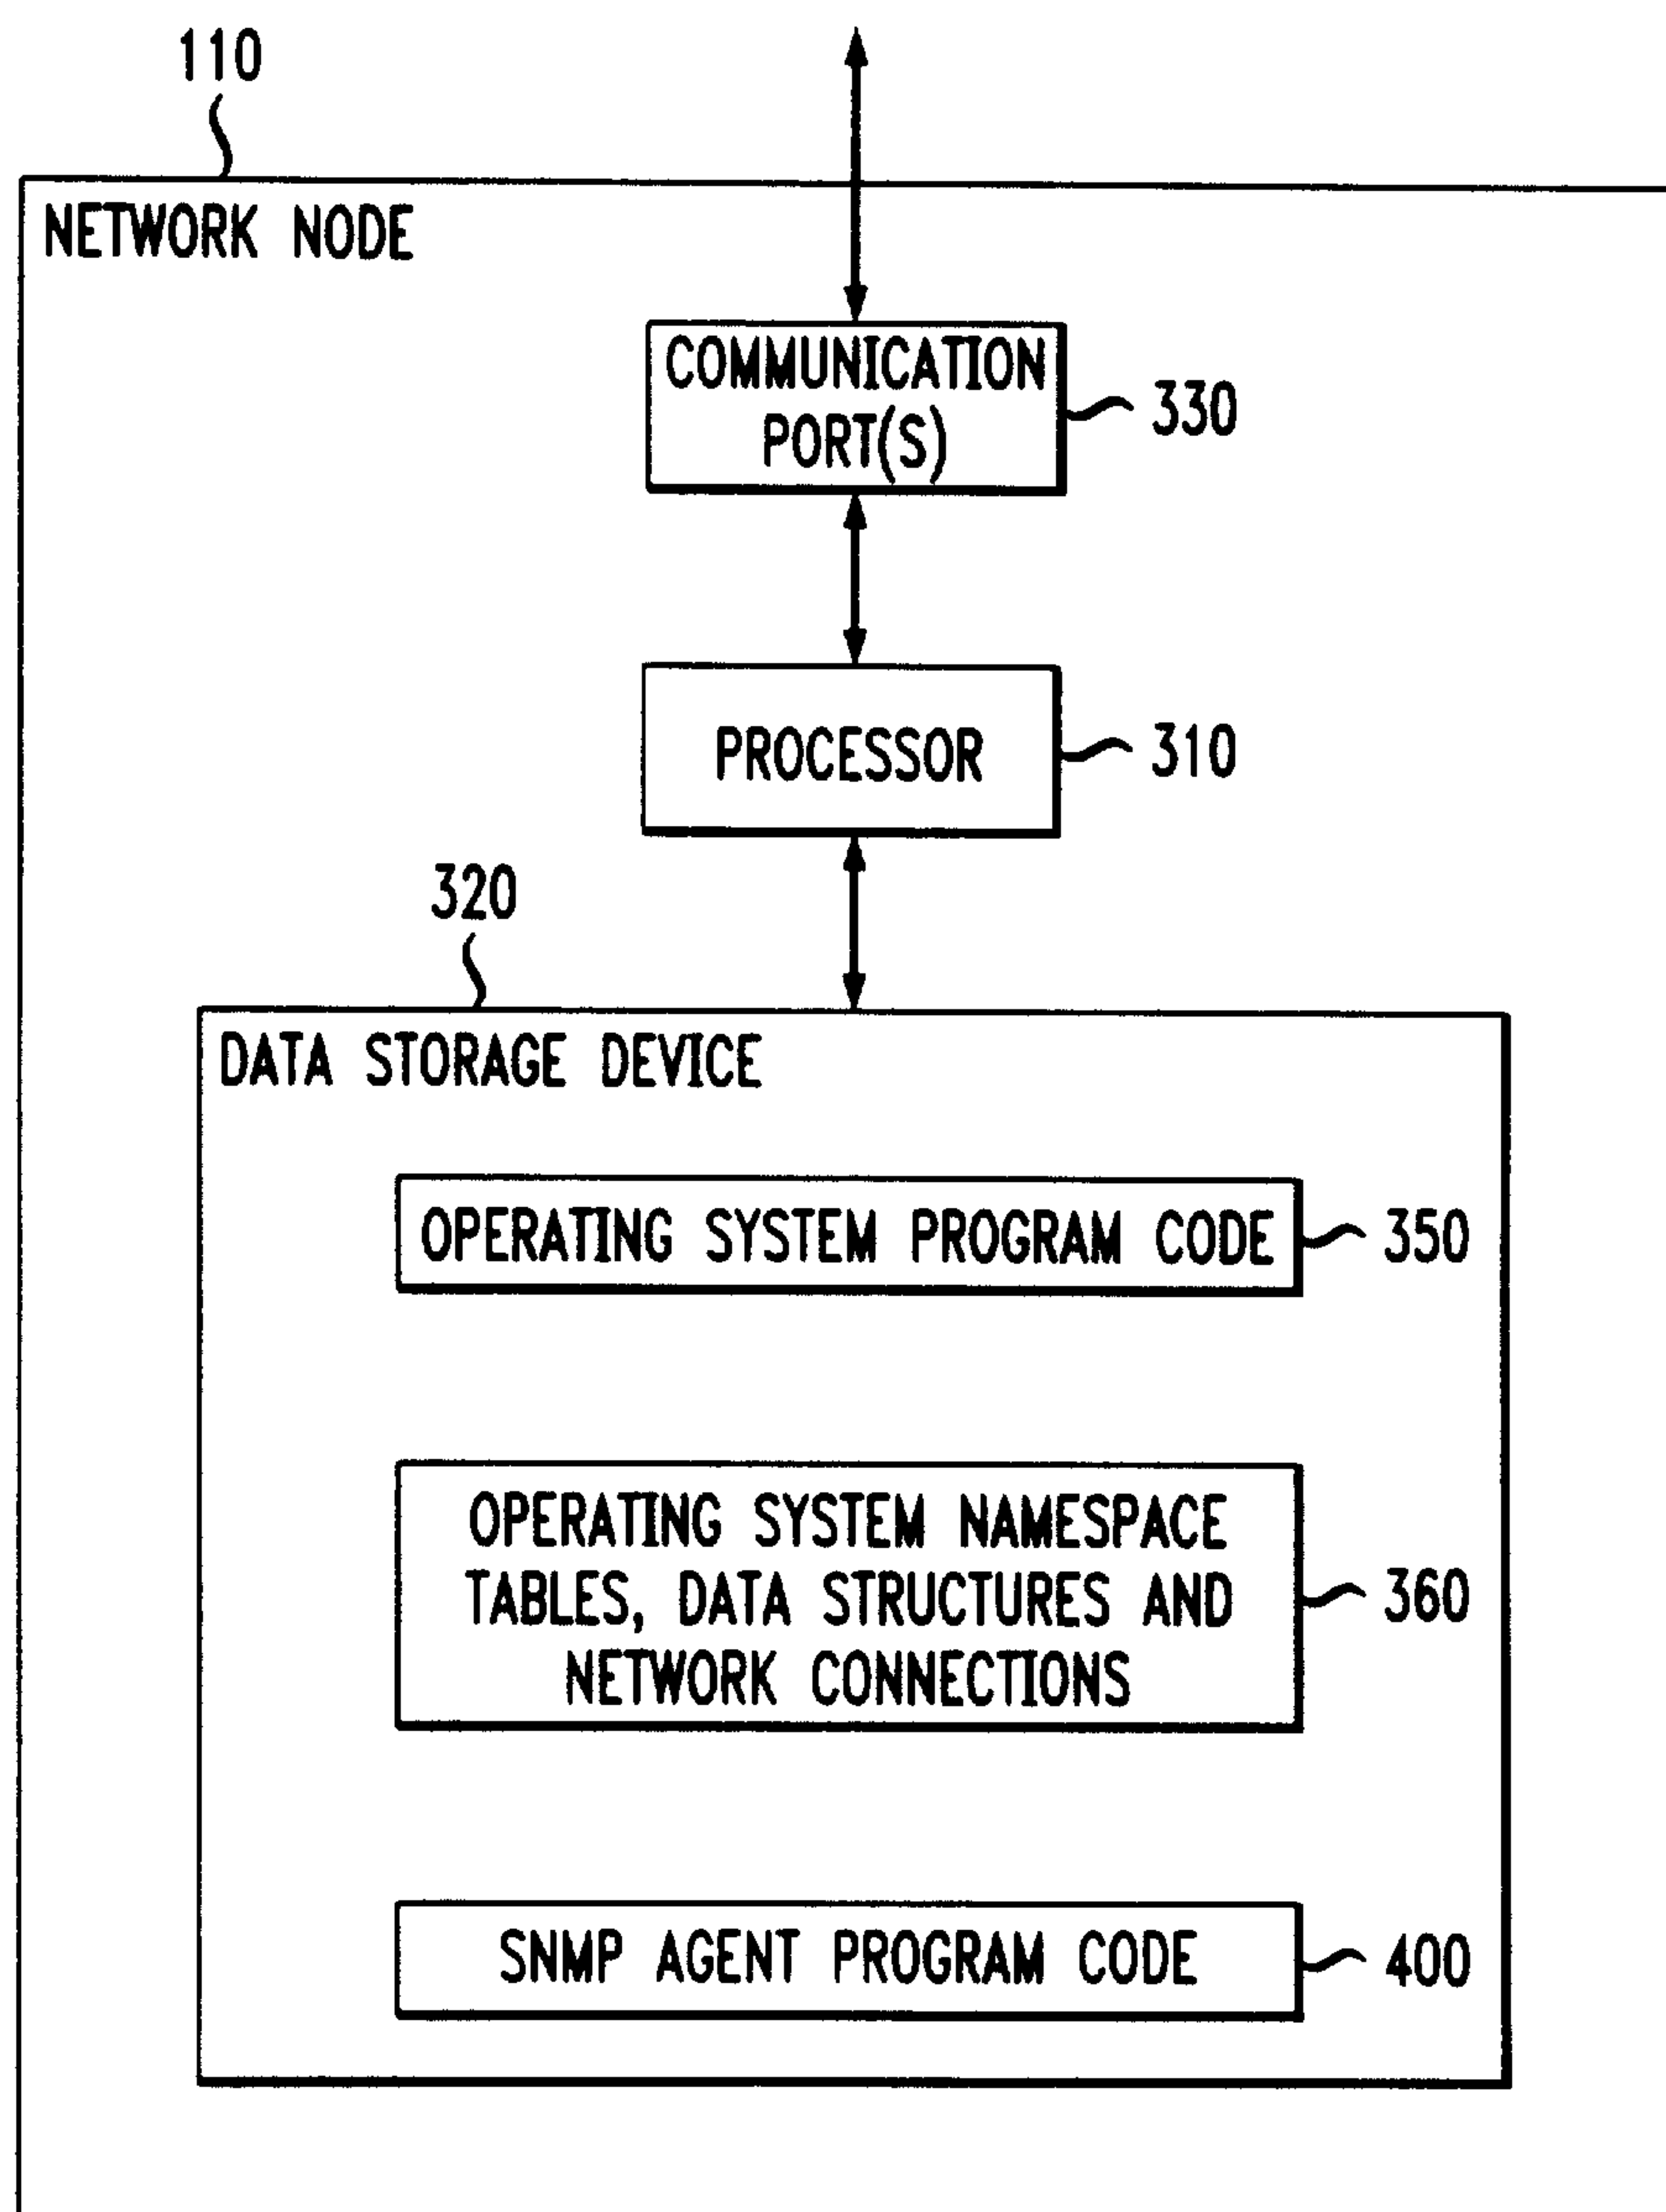 110
NETWORK NODE
COMMUNICATION
PORT(S)
330
PROCESSOR
310
320
DATA STORAGE DEVICE
OPERATING SYSTEM PROGRAM CODE
350
OPERATING SYSTEM NAMESPACE
TABLES, DATA STRUCTURES AND
NETWORK CONNECTIONS
360
SNMP AGENT PROGRAM CODE
400